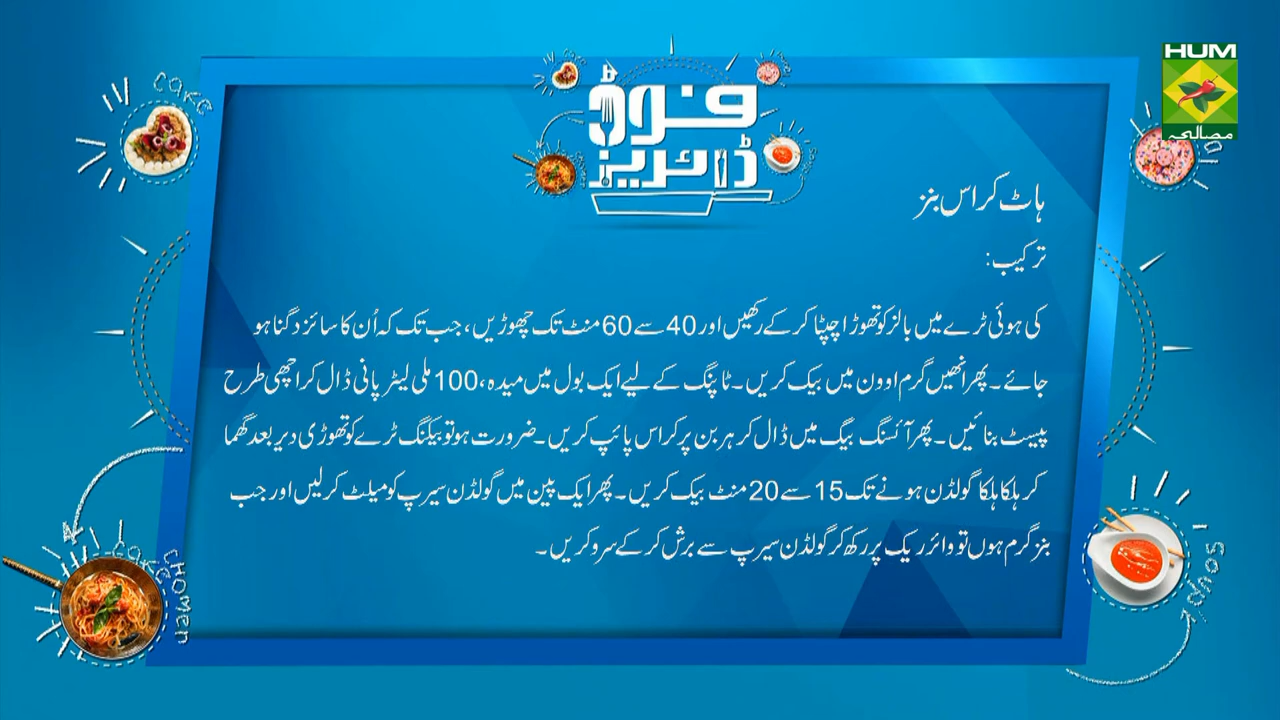 HUM
مصالحہ
فوڈ
ڈائریز
CAKE
ہاٹ کراس بنز
ترکیب:
کی ہوئی ٹرے میں بالز کو تھوڑا چپٹا کر کے رکھیں اور 40 سے 60 منٹ تک چھوڑیں، جب تک کہ اُن کا سائز دگنا ہو
جائے۔ پھر انھیں گرم اوون میں بیک کریں۔ ٹاپنگ کے لیے ایک بول میں میدہ، 100 ملی لیٹر پانی ڈال کر اچھی طرح
پیسٹ بنائیں۔ پھر آئسنگ بیگ میں ڈال کر ہر بن پر کراس پائپ کریں۔ ضرورت ہو تو بیکنگ ٹرے کو تھوڑی دیر بعد گھما
کر ہلکا ہلکا گولڈن ہونے تک 15 سے 20 منٹ بیک کریں۔ پھر ایک پین میں گولڈن سیرپ کو میلٹ کر لیں اور جب
بنز گرم ہوں تو وائر ریک پر رکھ کر گولڈن سیرپ سے برش کر کے سرو کریں۔
CHOMEN
SOUP